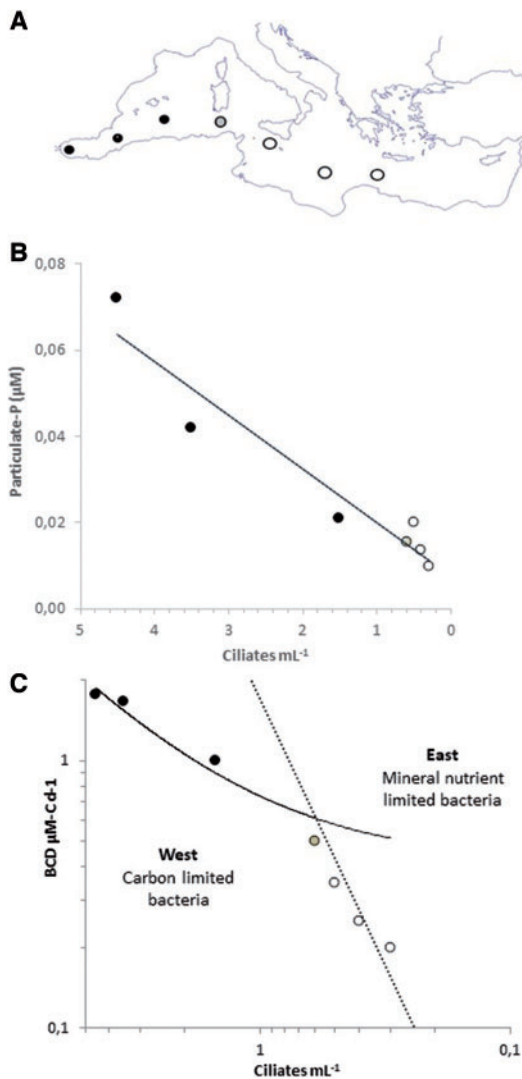 A
B
0,08
0,06
0,04
0,02
0,00
Particulate-P (µM)
5 4 3 2 1 0
Ciliates mL⁻¹
C
1
0,1
BCD µM-C d-1
East
Mineral nutrient
limited bacteria
West
Carbon limited
bacteria
1 0,1
Ciliates mL⁻¹